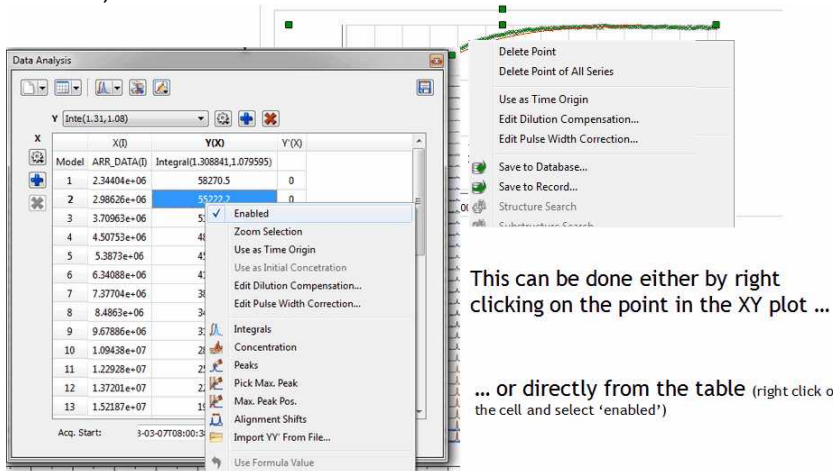 Data Analysis
Y Inte(1.31,1.08)
X
X(I) Y(X) Y'(X)
Model ARR_DATA(I) Integral(1.308841,1.079595)
1 2.34404e+06 58270.5 0
2 2.98626e+06 55222.2 0
3 3.70963e+06
4 4.50753e+06
5 5.3873e+06
6 6.34088e+06
7 7.37704e+06
8 8.4863e+06
9 9.67886e+06
10 1.09438e+07
11 1.22928e+07
12 1.37201e+07
13 1.52187e+07
Acq. Start:
Enabled
Zoom Selection
Use as Time Origin
Use as Initial Concetration
Edit Dilution Compensation...
Edit Pulse Width Correction...
Integrals
Concentration
Peaks
Pick Max. Peak
Max. Peak Pos.
Alignment Shifts
Import YY' From File...
Use Formula Value
Delete Point
Delete Point of All Series
Use as Time Origin
Edit Dilution Compensation...
Edit Pulse Width Correction...
Save to Database...
Save to Record...
Structure Search
Substructure Search
This can be done either by right
clicking on the point in the XY plot ...
... or directly from the table (right click o
the cell and select ‘enabled’)